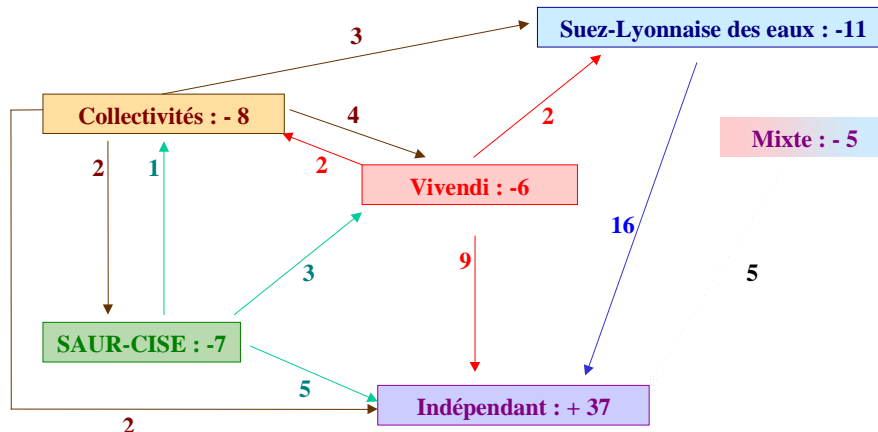 Suez-Lyonnaise des eaux : -11
3
Collectivités : - 8
4
2
Mixte : - 5
2
1
2
Vivendi : -6
16
9
3
5
SAUR-CISE : -7
5
Indépendant : + 37
2